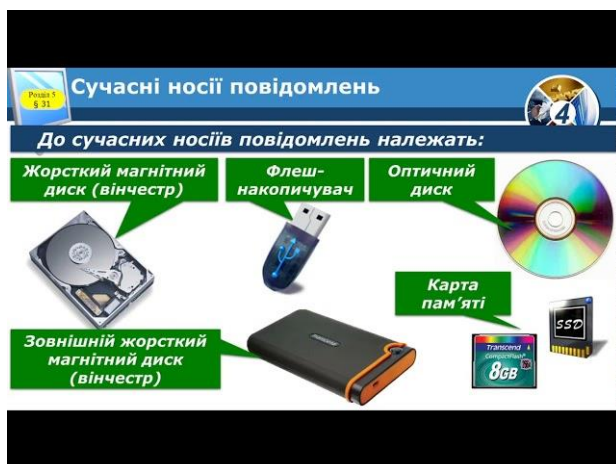 Розділ 5
§ 31
Сучасні носії повідомлень
4
До сучасних носіїв повідомлень належать:
Жорсткий магнітний
диск (вінчестр)
Флеш-
накопичувач
Оптичний
диск
Карта
пам’яті
SSD
Transcend
CompactFlash
8GB
Зовнішній жорсткий
магнітний диск
(вінчестр)